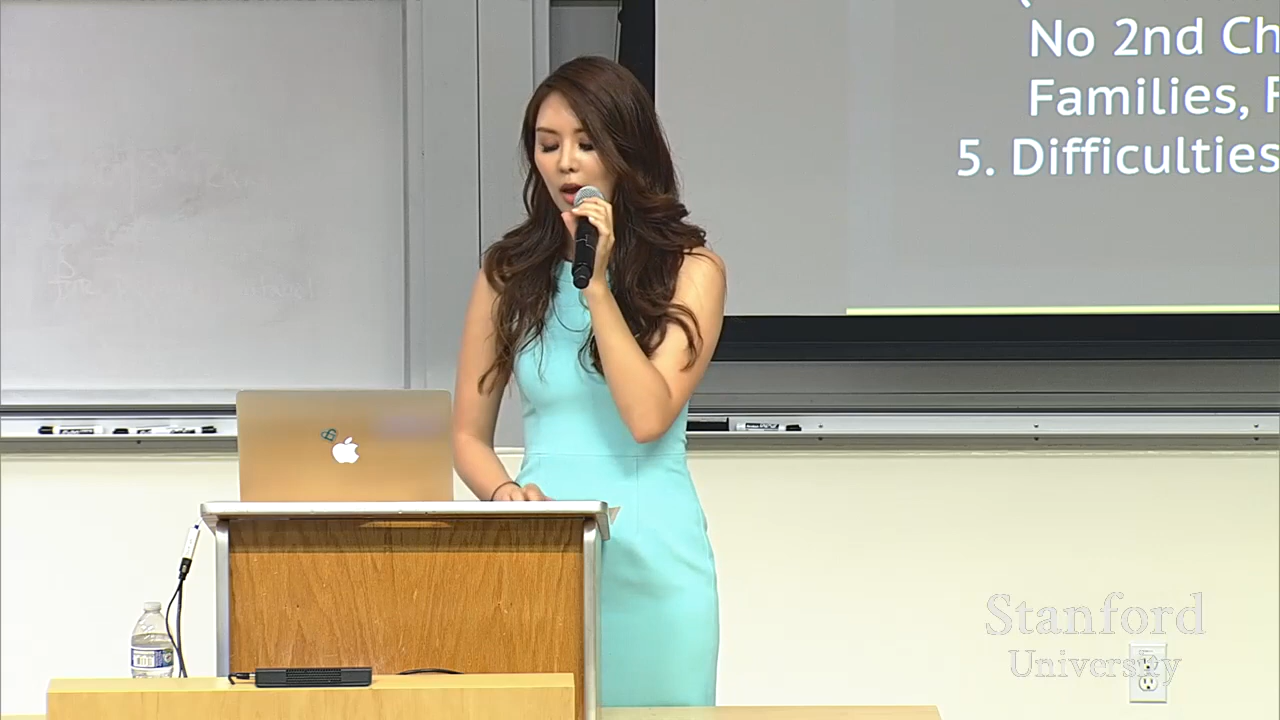 No 2nd Ch
Families, F
5. Difficulties
Stanford
University